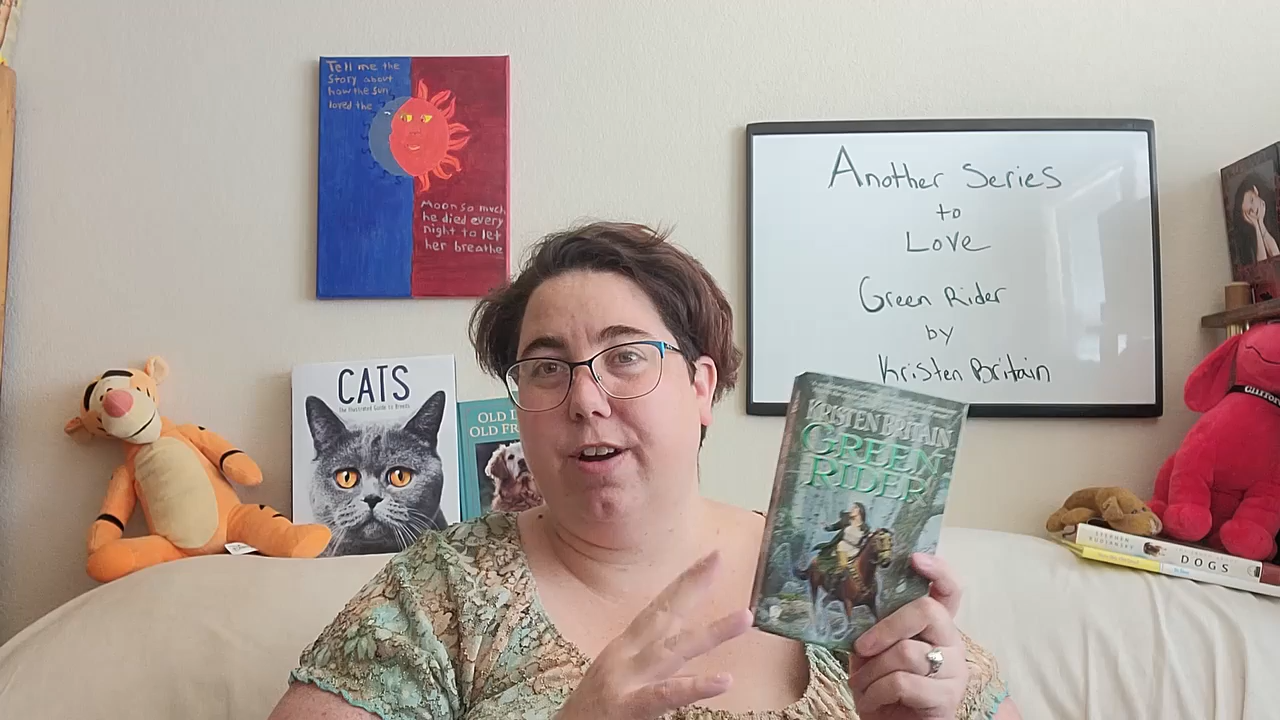 Tell me the
Story about
how the Sun
loved the
Moon so much
he died every
night to let
her breathe
Another Series
to
Love
Green Rider
by
Kristen Britain
CATS
The Illustrated Guide to Breeds
OLD
OLD
KRISTEN BRITAIN
GREEN
RIDER
Clifford
STEPHEN
DOGS